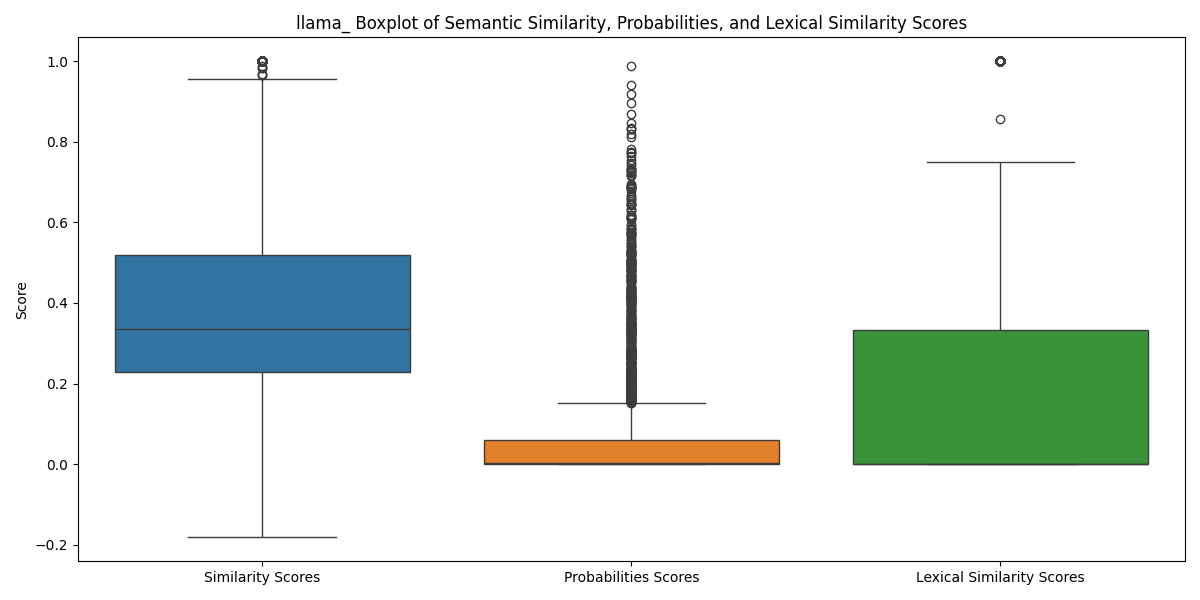 llama_ Boxplot of Semantic Similarity, Probabilities, and Lexical Similarity Scores
Score
1.0
0.8
0.6
0.4
0.2
0.0
−0.2
Similarity Scores
Probabilities Scores
Lexical Similarity Scores